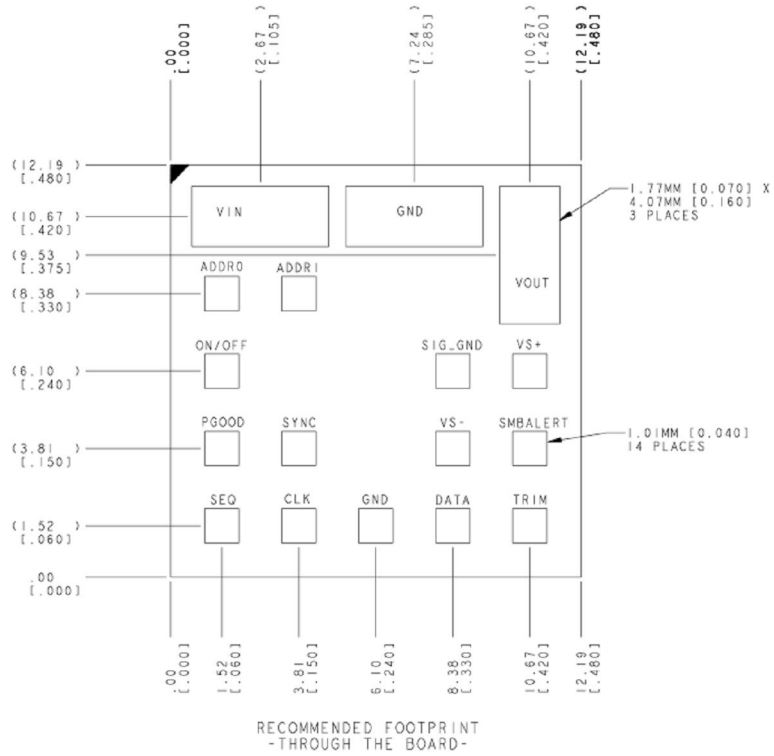 .00
[.000]
(2.67 )
[.105]
(7.24 )
[.285]
(10.67 )
[.420]
(12.19 )
[.480]
(12.19 )
[.480]
(10.67 )
[.420]
(9.53 )
[.375]
(8.38 )
[.330]
(6.10 )
[.240]
(3.81 )
[.150]
(1.52 )
[.060]
.00
[.000]
VIN
GND
VOUT
1.77MM [0.070] X
4.07MM [0.160]
3 PLACES
ADDR0
ADDR1
ON/OFF
SIG_GND
VS+
PGOOD
SYNC
VS-
SMBALERT
1.01MM [0.040]
14 PLACES
SEQ
CLK
GND
DATA
TRIM
.00
[.000]
1.52
[.060]
3.81
[.150]
6.10
[.240]
8.38
[.330]
10.67
[.420]
12.19
[.480]
RECOMMENDED FOOTPRINT
-THROUGH THE BOARD-